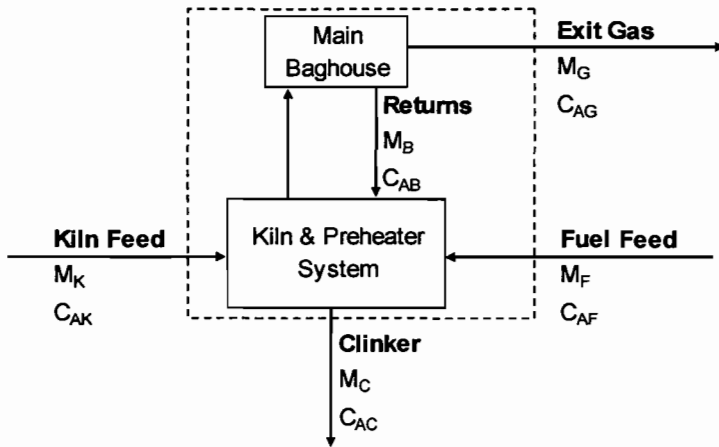 Main
Baghouse
Exit Gas
M_G
C_AG
Returns
M_B
C_AB
Kiln Feed
M_K
C_AK
Kiln & Preheater
System
Fuel Feed
M_F
C_AF
Clinker
M_C
C_AC